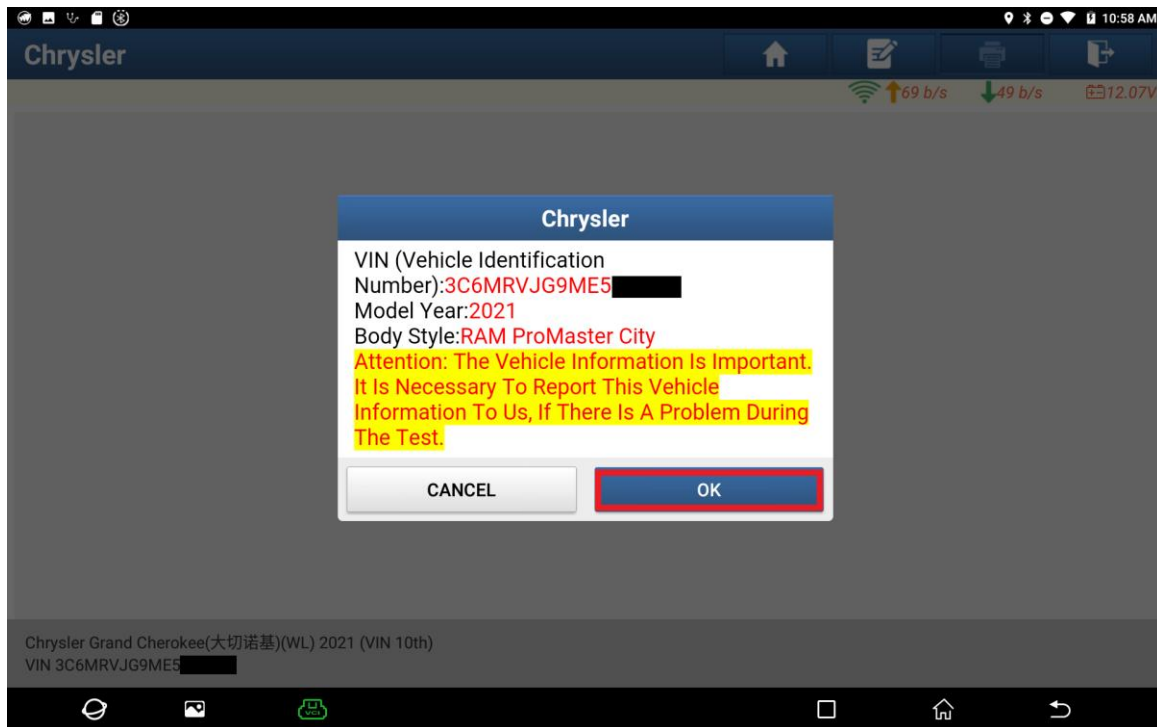 10:58 AM
Chrysler
69 b/s 49 b/s 12.07V
Chrysler
VIN (Vehicle Identification
Number):3C6MRVJG9ME5
Model Year:2021
Body Style:RAM ProMaster City
Attention: The Vehicle Information Is Important.
It Is Necessary To Report This Vehicle
Information To Us, If There Is A Problem During
The Test.
CANCEL OK
Chrysler Grand Cherokee(大切诺基)(WL) 2021 (VIN 10th)
VIN 3C6MRVJG9ME5
VCI